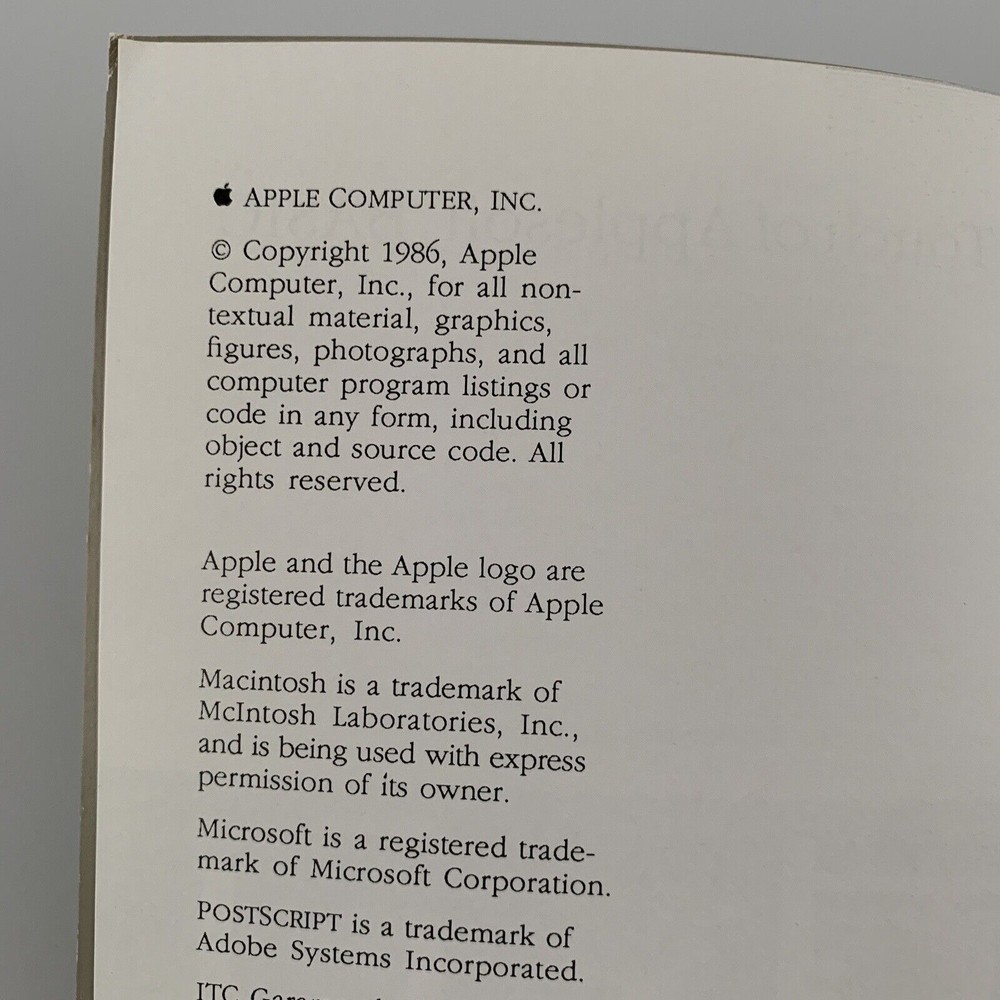 APPLE COMPUTER, INC.
© Copyright 1986, Apple
Computer, Inc., for all non-
textual material, graphics,
figures, photographs, and all
computer program listings or
code in any form, including
object and source code. All
rights reserved.
Apple and the Apple logo are
registered trademarks of Apple
Computer, Inc.
Macintosh is a trademark of
McIntosh Laboratories, Inc.,
and is being used with express
permission of its owner.
Microsoft is a registered trade-
mark of Microsoft Corporation.
POSTSCRIPT is a trademark of
Adobe Systems Incorporated.
ITC